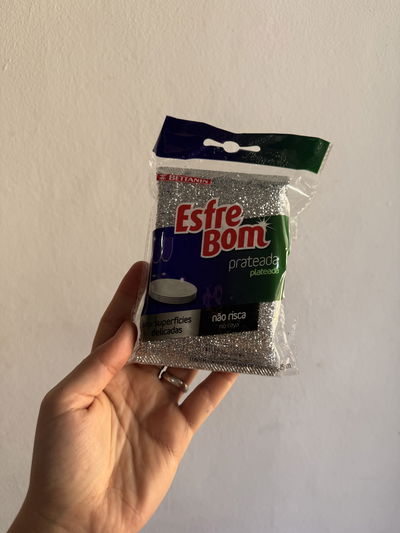 BETTANIN
Esfre
Bom
prateada
plateada
superfícies
delicadas
não risca
no raya